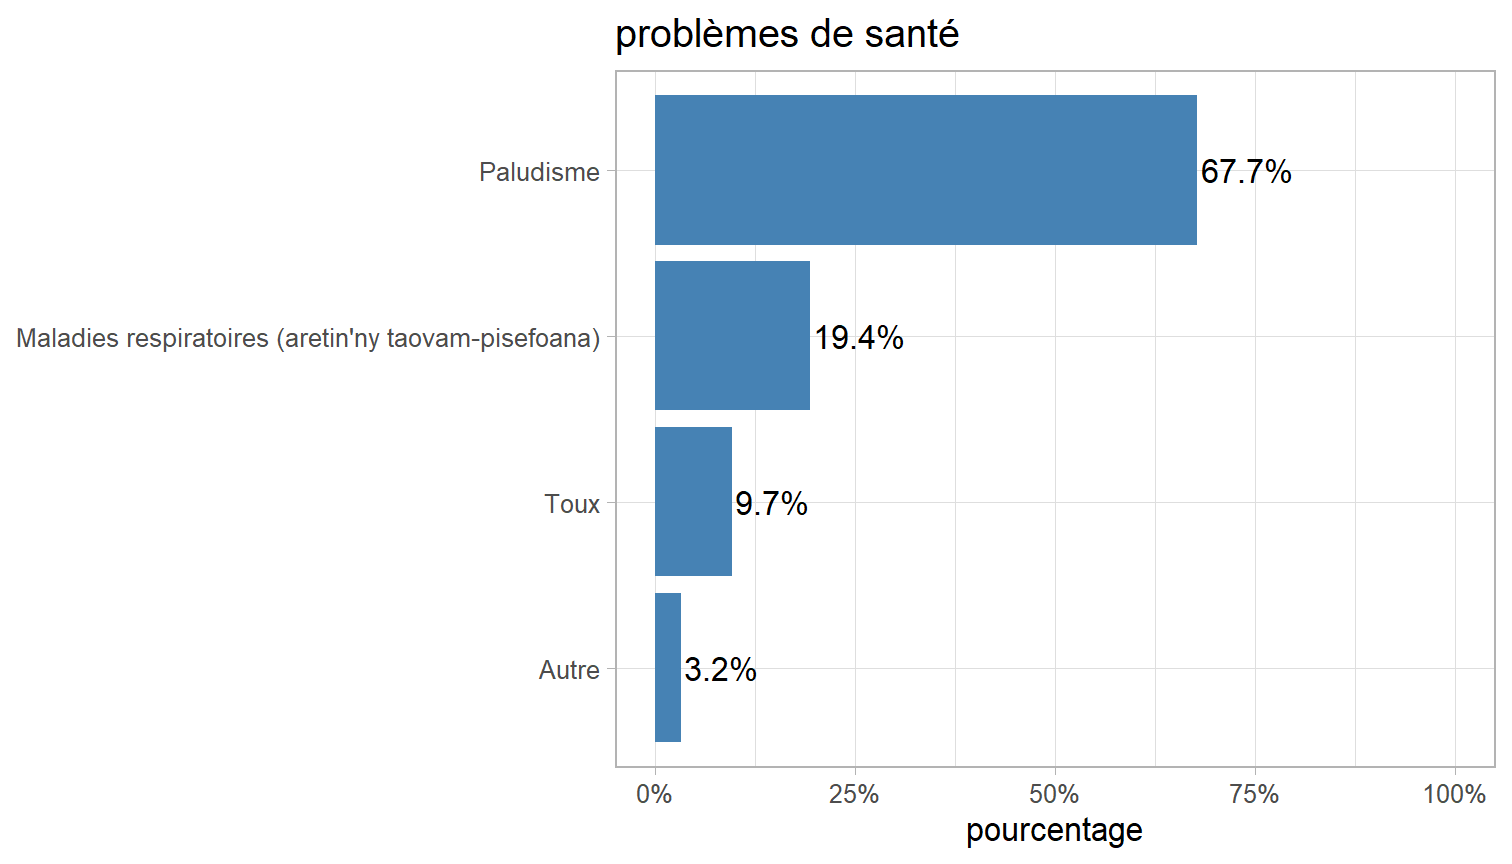 problèmes de santé
Paludisme
67.7%
Maladies respiratoires (aretin'ny taovam-pisefoana)
19.4%
Toux
9.7%
Autre
3.2%
0%
25%
50%
75%
100%
pourcentage